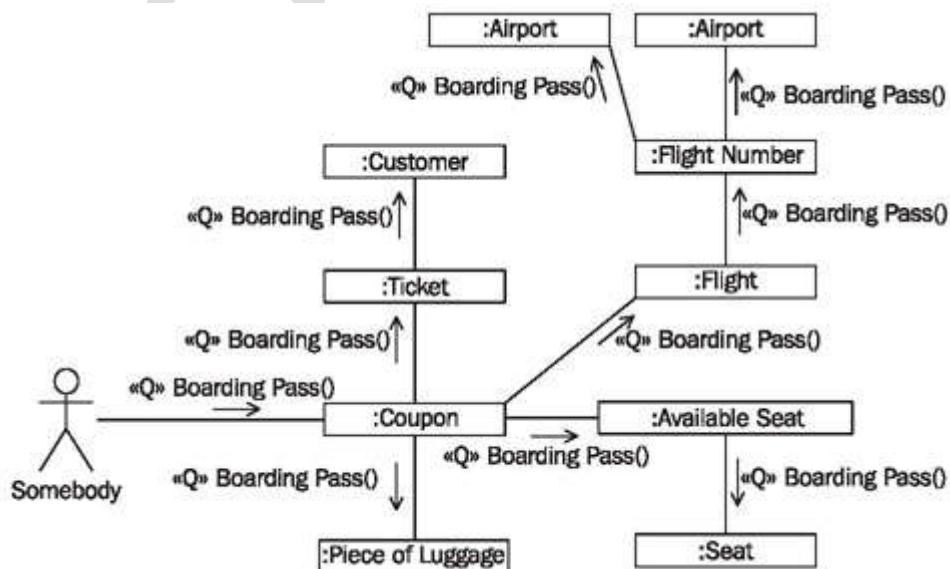 :Airport
:Airport
«Q» Boarding Pass()
«Q» Boarding Pass()
:Customer
:Flight Number
«Q» Boarding Pass()
«Q» Boarding Pass()
:Ticket
:Flight
«Q» Boarding Pass()
«Q» Boarding Pass()
«Q» Boarding Pass()
:Coupon
:Available Seat
«Q» Boarding Pass()
«Q» Boarding Pass()
«Q» Boarding Pass()
Somebody
:Piece of Luggage
:Seat